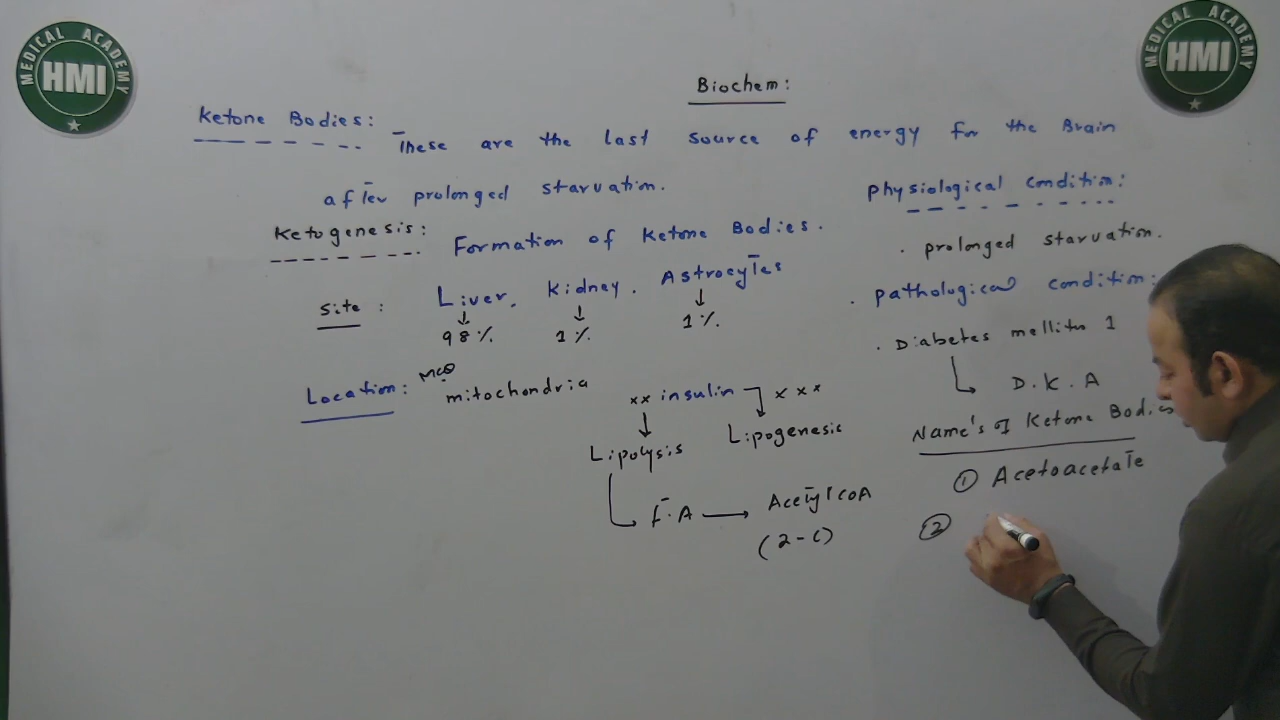 MEDICAL ACADEMY
HMI
MEDICAL ACADEMY
HMI
Biochem:
Ketone Bodies: These are the last source of energy for the Brain
after prolonged starvation.
Ketogenesis: Formation of Ketone Bodies.
Site : Liver, Kidney. Astrocytes
98% 1% 1%
Location: MCQ mitochondria
xx insulin xxx
Lipolysis Lipogenesis
F.A Acetyl CoA
(2-C)
physiological condition:
. prolonged starvation.
. pathological condition:
. Diabetes mellitus 1
D.K.A
Name's of Ketone Bodies
① Acetoacetate
②